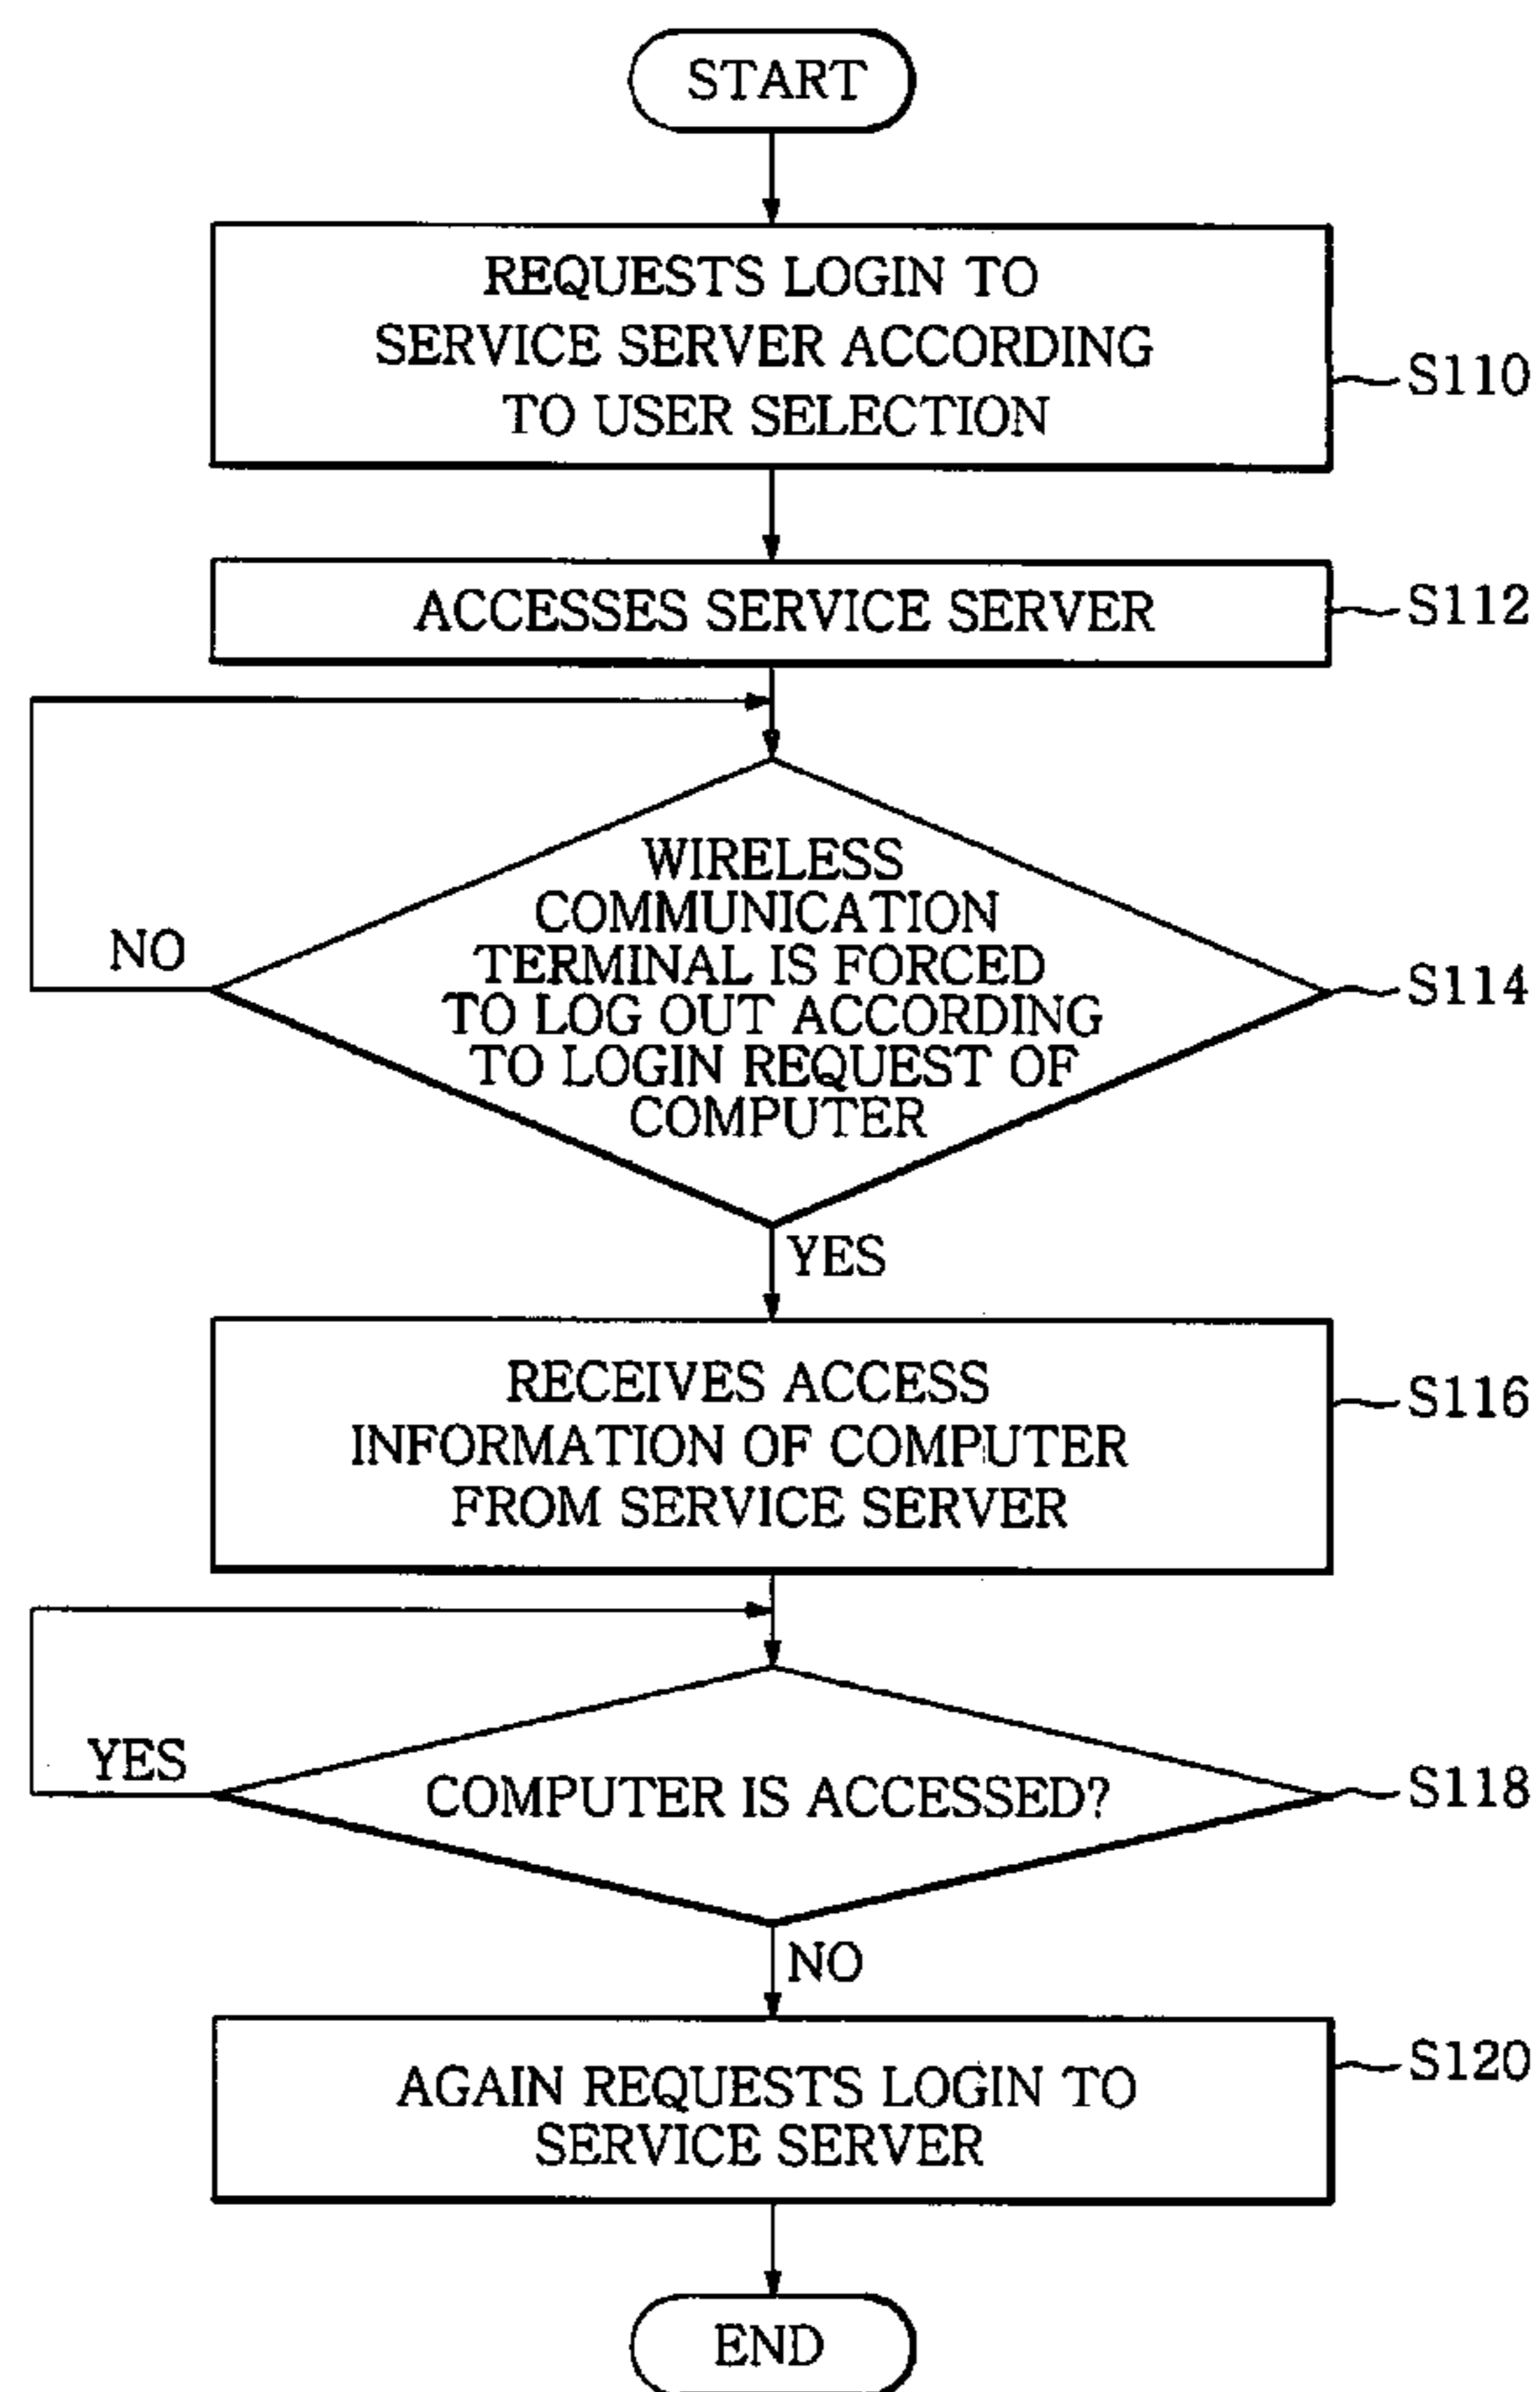 START
REQUESTS LOGIN TO
SERVICE SERVER ACCORDING
TO USER SELECTION
S110
ACCESSES SERVICE SERVER
S112
WIRELESS
COMMUNICATION
TERMINAL IS FORCED
TO LOG OUT ACCORDING
TO LOGIN REQUEST OF
COMPUTER
NO
S114
YES
RECEIVES ACCESS
INFORMATION OF COMPUTER
FROM SERVICE SERVER
S116
YES
COMPUTER IS ACCESSED?
S118
NO
AGAIN REQUESTS LOGIN TO
SERVICE SERVER
S120
END